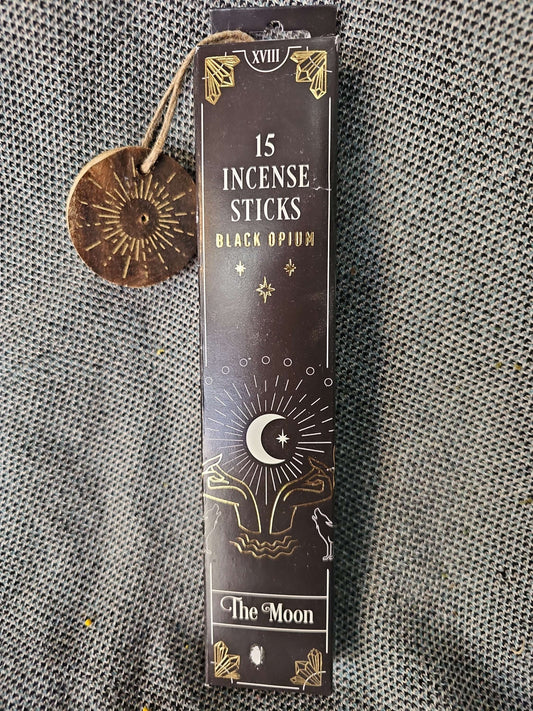 XVIII
15
INCENSE
STICKS
BLACK OPIUM
The Moon